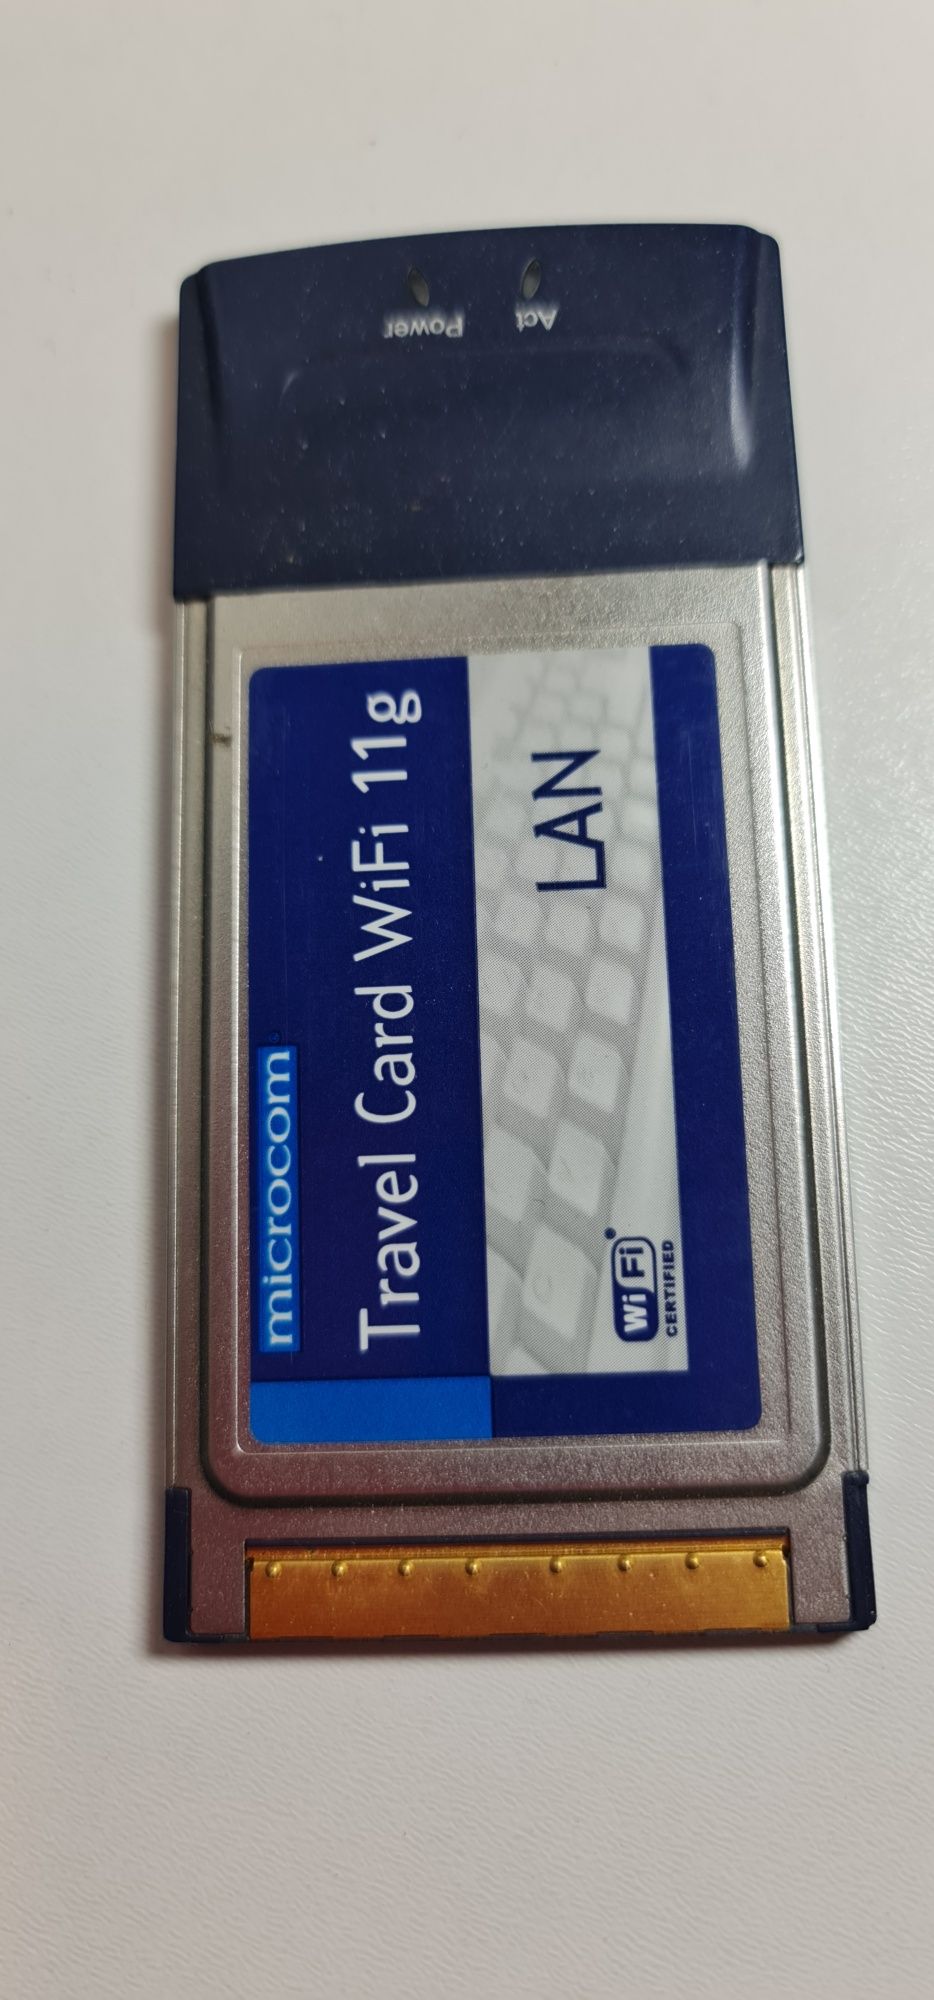 Power
Act
microcom®
Travel Card WiFi 11g
LAN
Wi Fi®
CERTIFIED